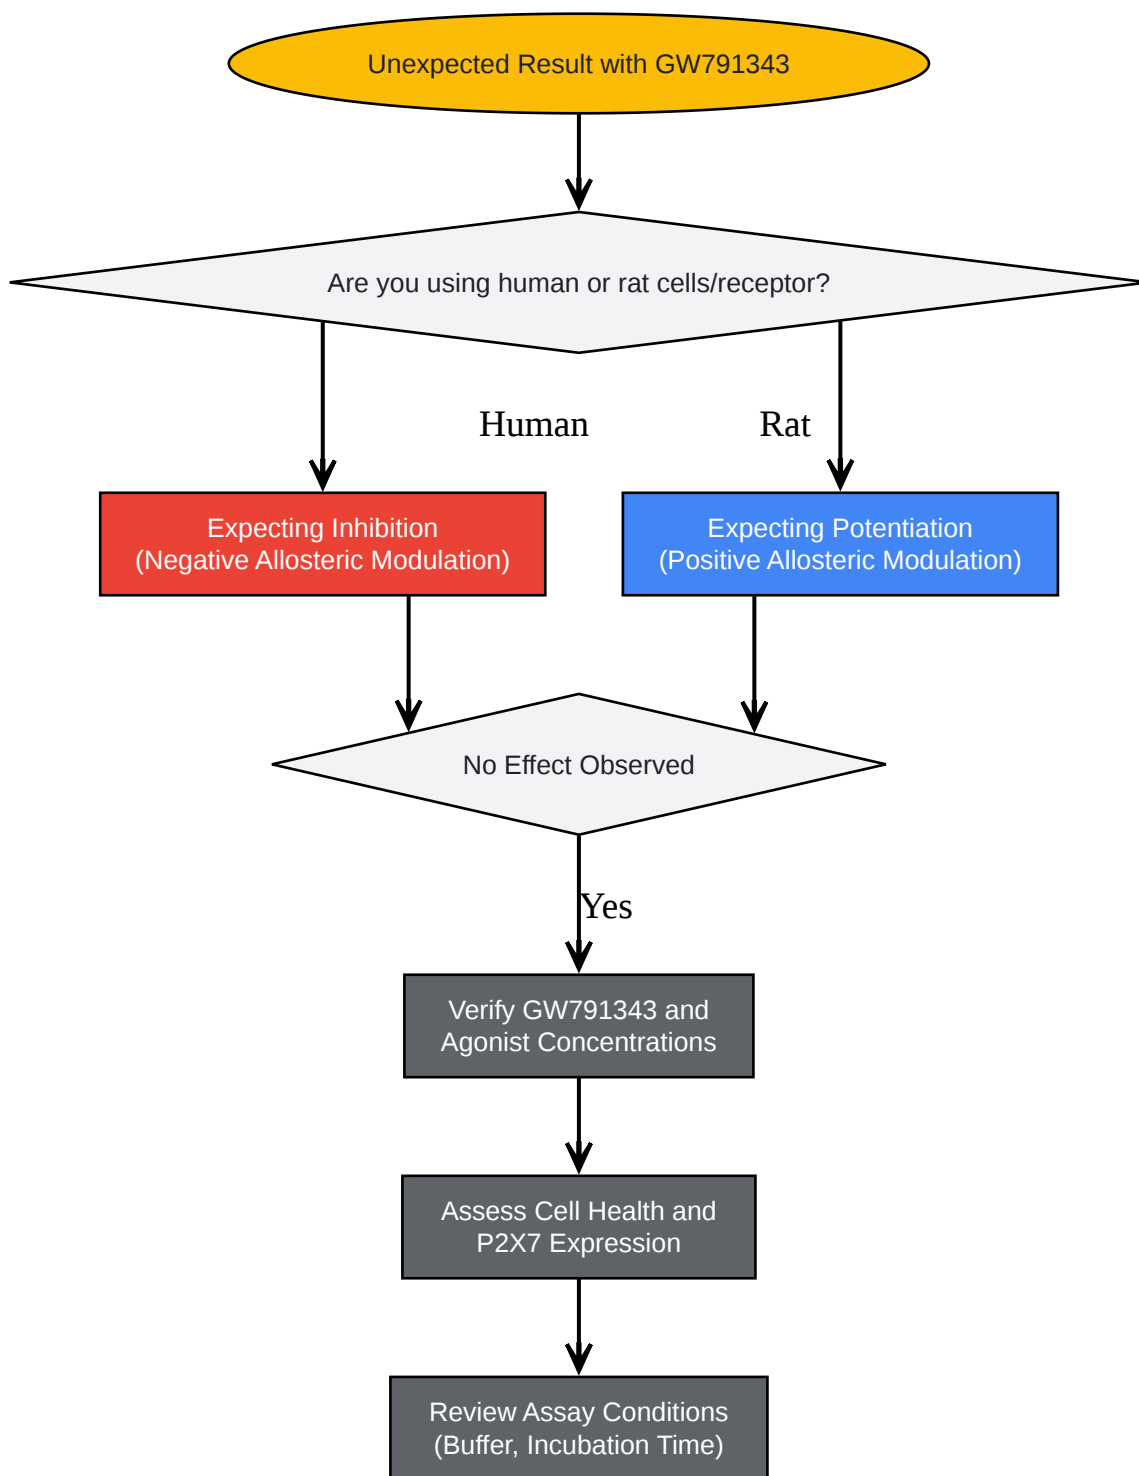 Unexpected Result with GW791343
Are you using human or rat cells/receptor?
Human
Rat
Expecting Inhibition
(Negative Allosteric Modulation)
Expecting Potentiation
(Positive Allosteric Modulation)
No Effect Observed
Yes
Verify GW791343 and
Agonist Concentrations
Assess Cell Health and
P2X7 Expression
Review Assay Conditions
(Buffer, Incubation Time)